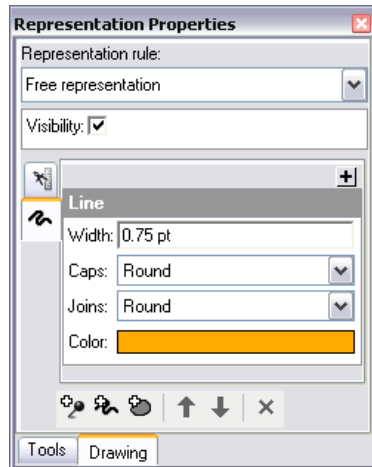 Representation Properties
Representation rule:
Free representation
Visibility:
Line
Width: 0.75 pt
Caps: Round
Joins: Round
Color:
Tools Drawing